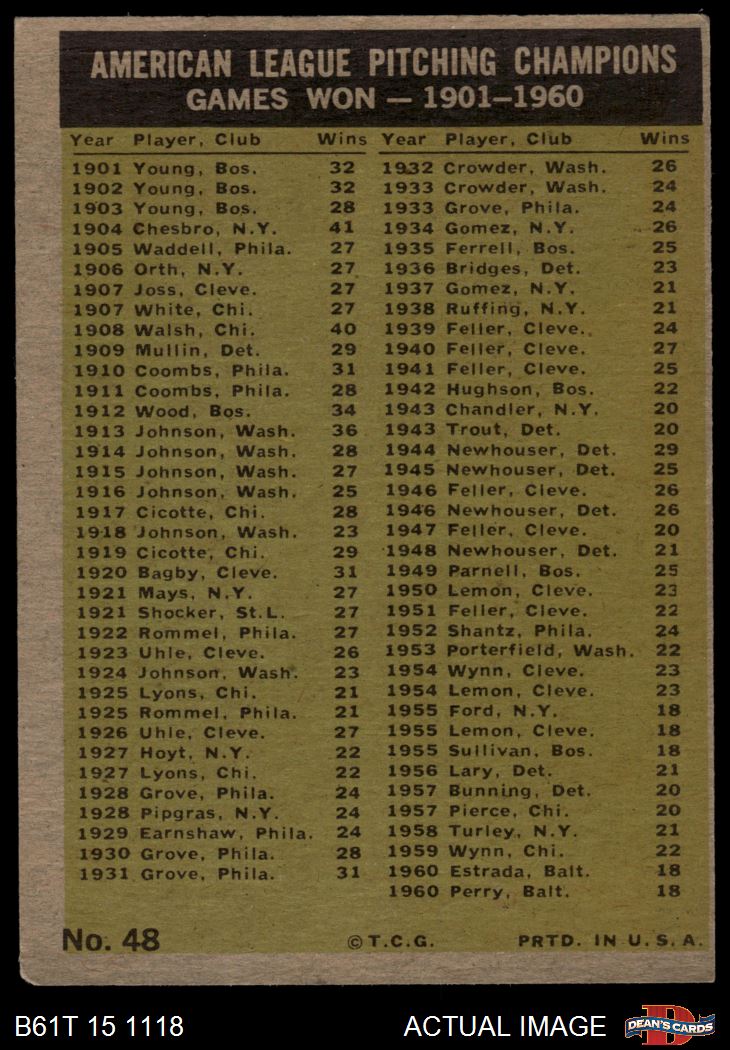 AMERICAN LEAGUE PITCHING CHAMPIONS
GAMES WON — 1901–1960
Year Player, Club Wins
1901 Young, Bos. 32
1902 Young, Bos. 32
1903 Young, Bos. 28
1904 Chesbro, N.Y. 41
1905 Waddell, Phila. 27
1906 Orth, N.Y. 27
1907 Joss, Cleve. 27
1907 White, Chi. 27
1908 Walsh, Chi. 40
1909 Mullin, Det. 29
1910 Coombs, Phila. 31
1911 Coombs, Phila. 28
1912 Wood, Bos. 34
1913 Johnson, Wash. 36
1914 Johnson, Wash. 28
1915 Johnson, Wash. 27
1916 Johnson, Wash. 25
1917 Cicotte, Chi. 28
1918 Johnson, Wash. 23
1919 Cicotte, Chi. 29
1920 Bagby, Cleve. 31
1921 Mays, N.Y. 27
1921 Shocker, St.L. 27
1922 Rommel, Phila. 27
1923 Uhle, Cleve. 26
1924 Johnson, Wash. 23
1925 Lyons, Chi. 21
1925 Rommel, Phila. 21
1926 Uhle, Cleve. 27
1927 Hoyt, N.Y. 22
1927 Lyons, Chi. 22
1928 Grove, Phila. 24
1928 Pipgras, N.Y. 24
1929 Earnshaw, Phila. 24
1930 Grove, Phila. 28
1931 Grove, Phila. 31
Year Player, Club Wins
1932 Crowder, Wash. 26
1933 Crowder, Wash. 24
1933 Grove, Phila. 24
1934 Gomez, N.Y. 26
1935 Ferrell, Bos. 25
1936 Bridges, Det. 23
1937 Gomez, N.Y. 21
1938 Ruffing, N.Y. 21
1939 Feller, Cleve. 24
1940 Feller, Cleve. 27
1941 Feller, Cleve. 25
1942 Hughson, Bos. 22
1943 Chandler, N.Y. 20
1943 Trout, Det. 20
1944 Newhouser, Det. 29
1945 Newhouser, Det. 25
1946 Feller, Cleve. 26
1946 Newhouser, Det. 26
1947 Feller, Cleve. 20
1948 Newhouser, Det. 21
1949 Parnell, Bos. 25
1950 Lemon, Cleve. 23
1951 Feller, Cleve. 22
1952 Shantz, Phila. 24
1953 Porterfield, Wash. 22
1954 Wynn, Cleve. 23
1954 Lemon, Cleve. 23
1955 Ford, N.Y. 18
1955 Lemon, Cleve. 18
1955 Sullivan, Bos. 18
1956 Lary, Det. 21
1957 Bunning, Det. 20
1957 Pierce, Chi. 20
1958 Turley, N.Y. 21
1959 Wynn, Chi. 22
1960 Estrada, Balt. 18
1960 Perry, Balt. 18
No. 48 ©T.C.G. PRTD. IN U.S.A.
B61T 15 1118 ACTUAL IMAGE DEAN'S CARDS